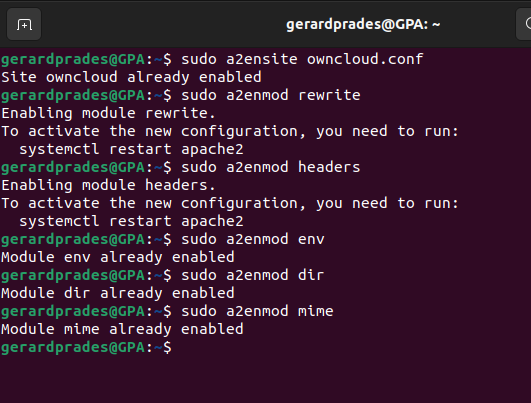 gerardprades@GPA: ~
gerardprades@GPA:~$ sudo a2ensite owncloud.conf
Site owncloud already enabled
gerardprades@GPA:~$ sudo a2enmod rewrite
Enabling module rewrite.
To activate the new configuration, you need to run:
  systemctl restart apache2
gerardprades@GPA:~$ sudo a2enmod headers
Enabling module headers.
To activate the new configuration, you need to run:
  systemctl restart apache2
gerardprades@GPA:~$ sudo a2enmod env
Module env already enabled
gerardprades@GPA:~$ sudo a2enmod dir
Module dir already enabled
gerardprades@GPA:~$ sudo a2enmod mime
Module mime already enabled
gerardprades@GPA:~$